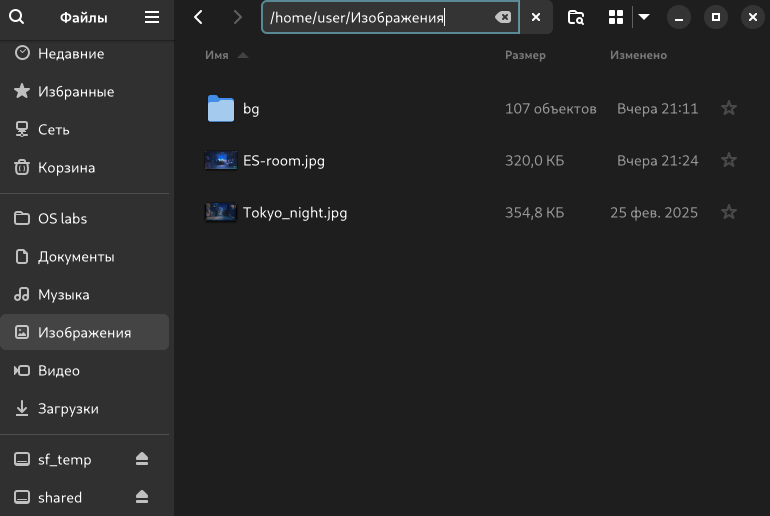 Файлы
/home/user/Изображения
Недавние
Избранные
Сеть
Корзина
OS labs
Документы
Музыка
Изображения
Видео
Загрузки
sf_temp
shared
Имя Размер Изменено
bg 107 объектов Вчера 21:11
ES-room.jpg 320,0 КБ Вчера 21:24
Tokyo_night.jpg 354,8 КБ 25 фев. 2025